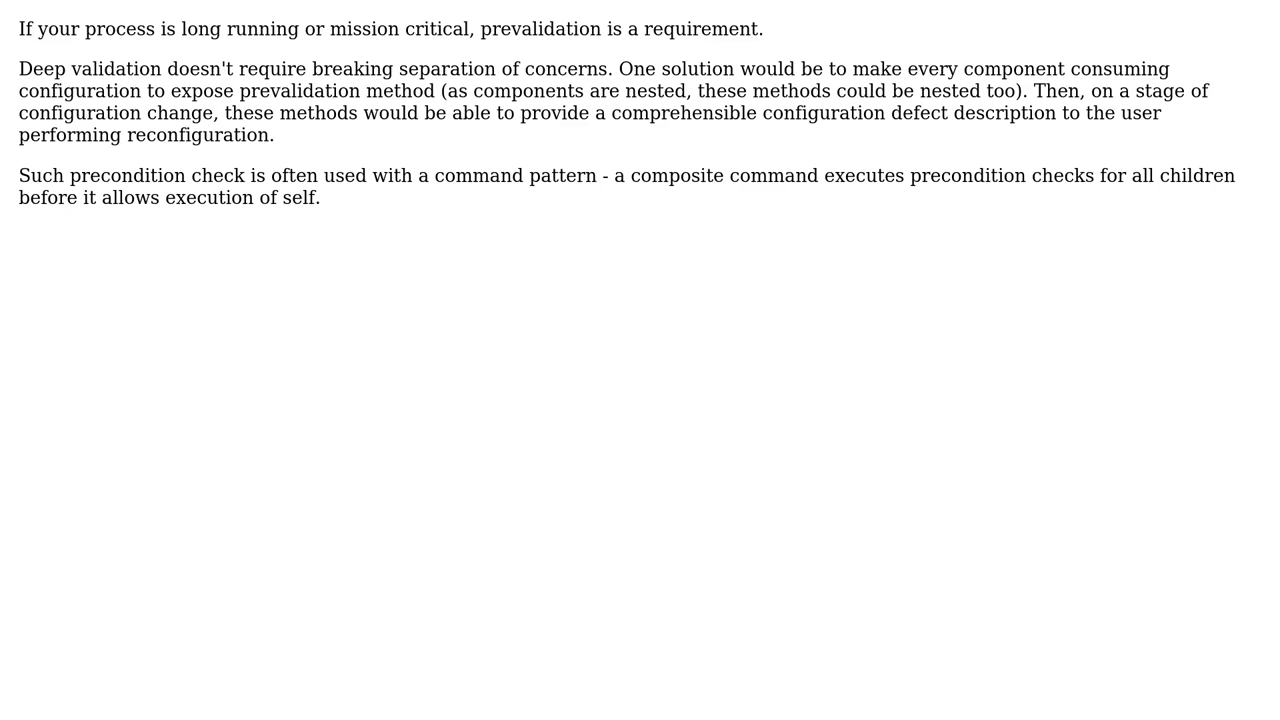 If your process is long running or mission critical, prevalidation is a requirement.
Deep validation doesn't require breaking separation of concerns. One solution would be to make every component consuming
configuration to expose prevalidation method (as components are nested, these methods could be nested too). Then, on a stage of
configuration change, these methods would be able to provide a comprehensible configuration defect description to the user
performing reconfiguration.
Such precondition check is often used with a command pattern - a composite command executes precondition checks for all children
before it allows execution of self.